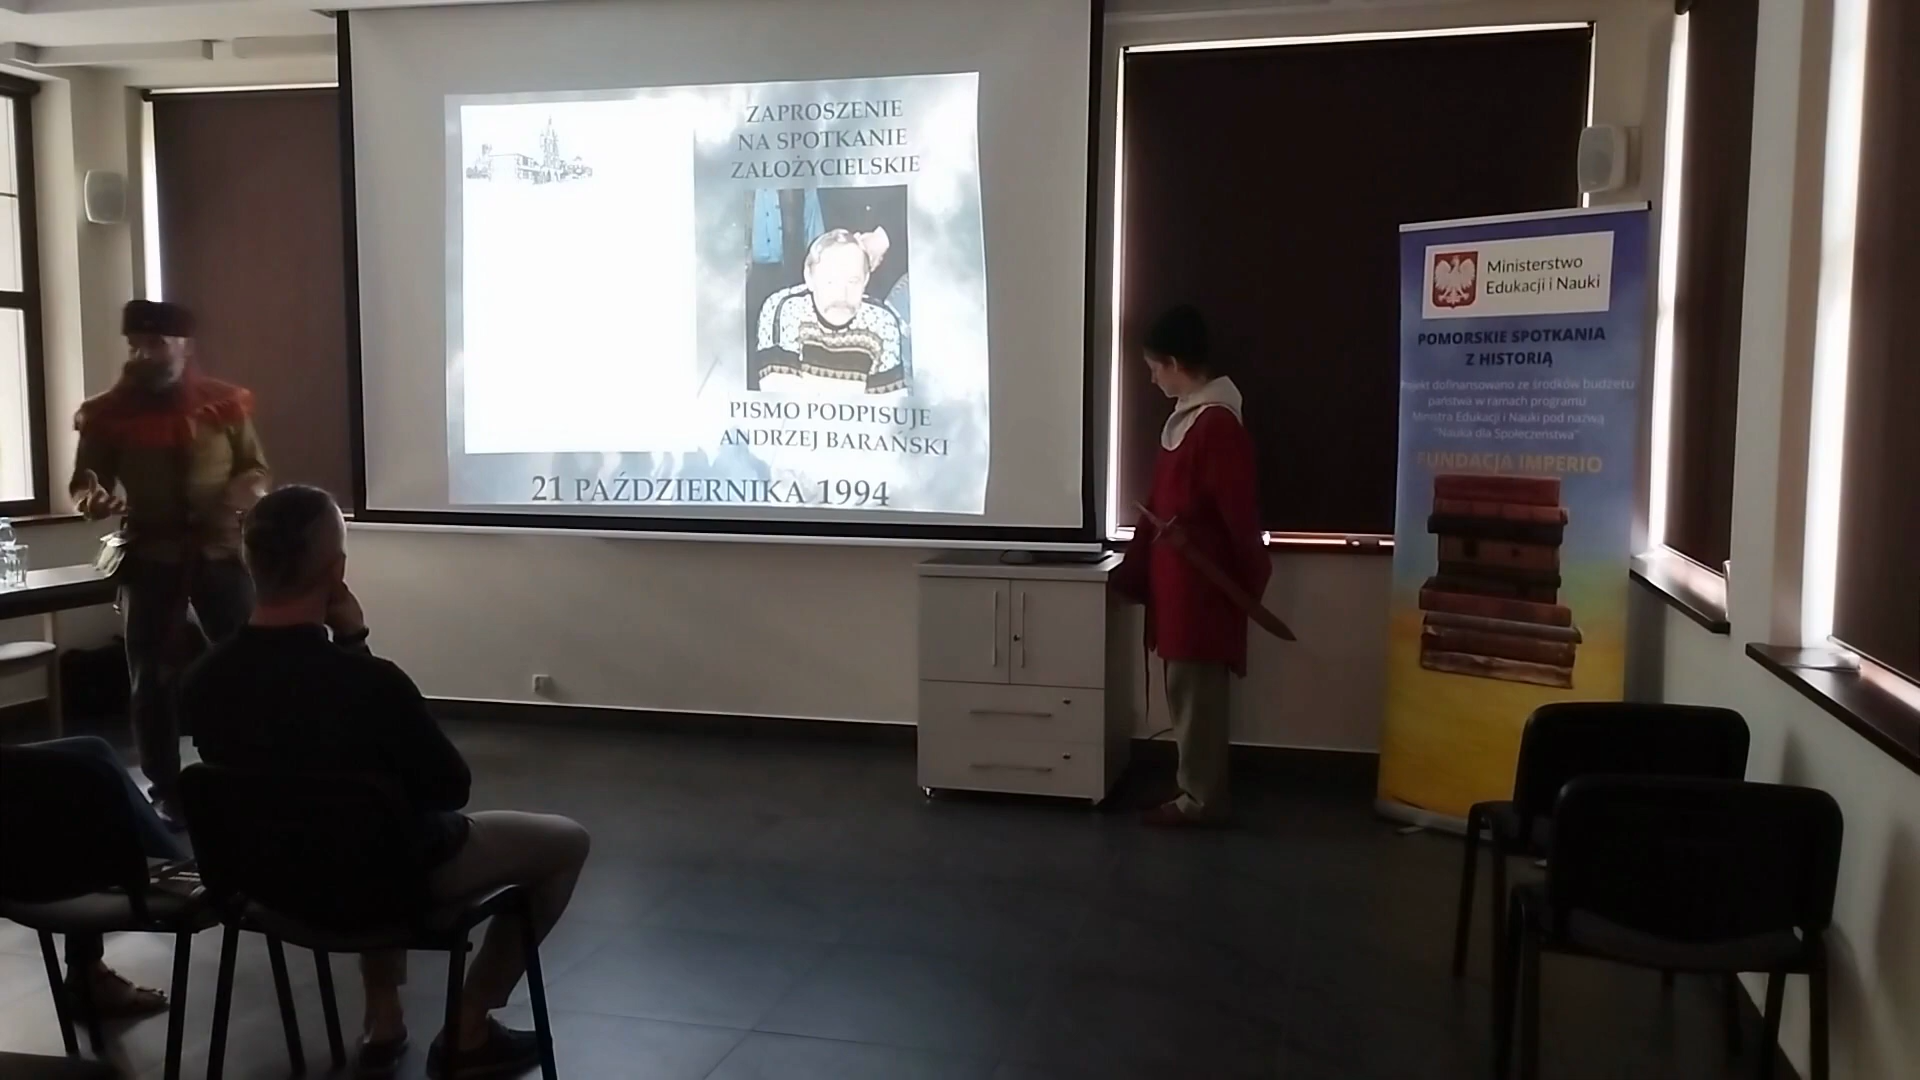 ZAPROSZENIE
NA SPOTKANIE
ZAŁOŻYCIELSKIE
PISMO PODPISUJE
ANDRZEJ BARAŃSKI
21 PAŹDZIERNIKA 1994
Ministerstwo
Edukacji i Nauki
POMORSKIE SPOTKANIA
Z HISTORIĄ
dofinansowano ze środków budżetu
państwa w ramach programu
Ministra Edukacji i Nauki pod nazwą
"Nauka dla Społeczeństwa"
FUNDACJA IMPERIO